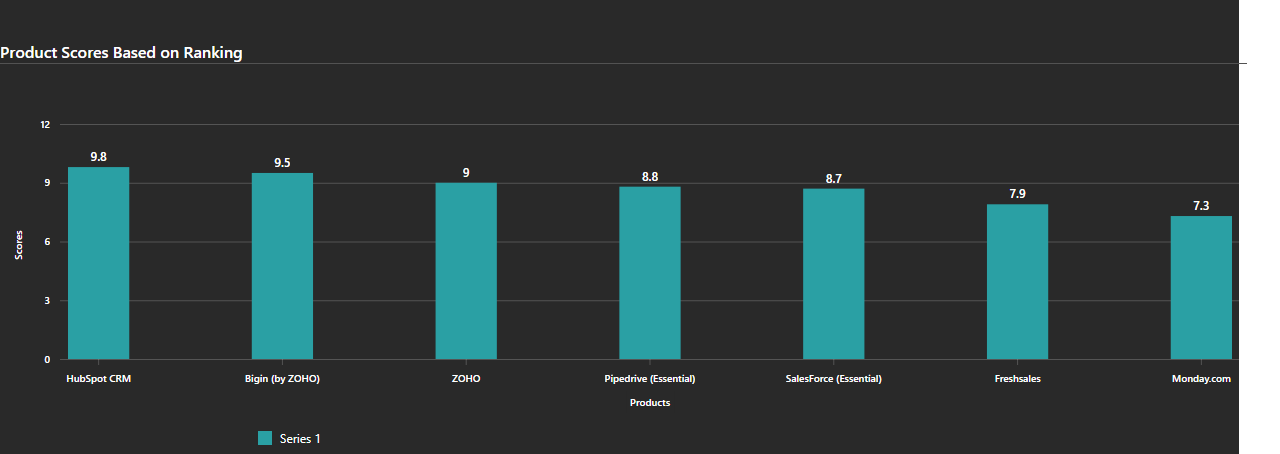 Product Scores Based on Ranking
12
9
6
3
0
Scores
9.8
9.5
9
8.8
8.7
7.9
7.3
HubSpot CRM
Bigin (by ZOHO)
ZOHO
Pipedrive (Essential)
SalesForce (Essential)
Freshsales
Monday.com
Products
Series 1